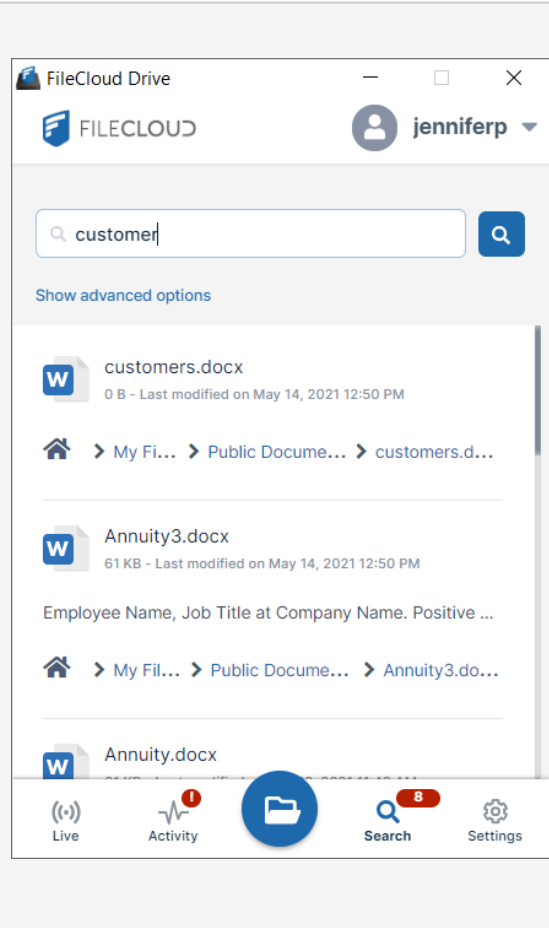 FileCloud Drive
FILECLOUD
jenniferp
customer
Show advanced options
W
customers.docx
0 B - Last modified on May 14, 2021 12:50 PM
My Fi... Public Docume... customers.d...
W
Annuity3.docx
61 KB - Last modified on May 14, 2021 12:50 PM
Employee Name, Job Title at Company Name. Positive ...
My Fil... Public Docume... Annuity3.do...
W
Annuity.docx
! 8
Live Activity Search Settings